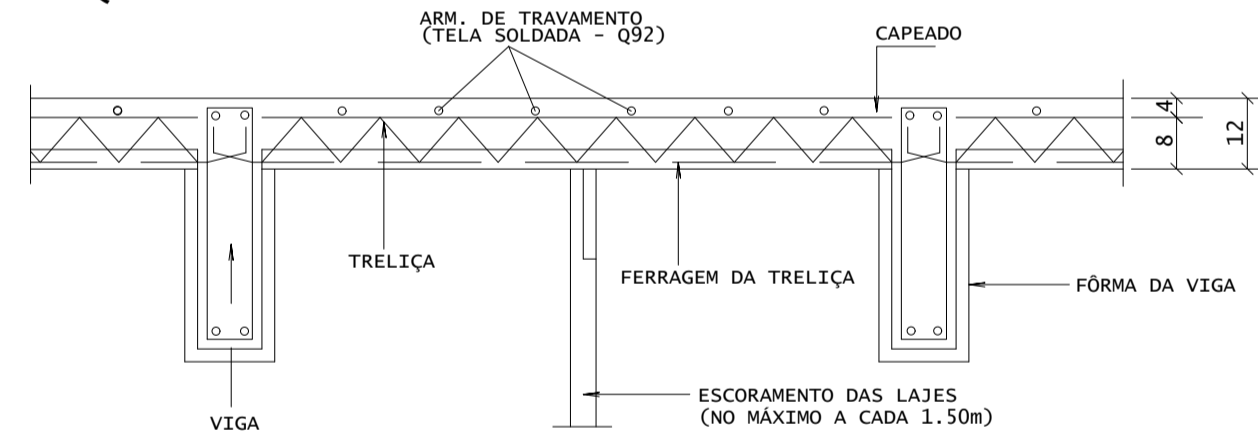 ARM. DE TRAVAMENTO
(TELA SOLDADA - Q92)
CAPEADO
4
8
12
TRELIÇA
FERRAGEM DA TRELIÇA
FÔRMA DA VIGA
ESCORAMENTO DAS LAJES
(NO MÁXIMO A CADA 1.50m)
VIGA